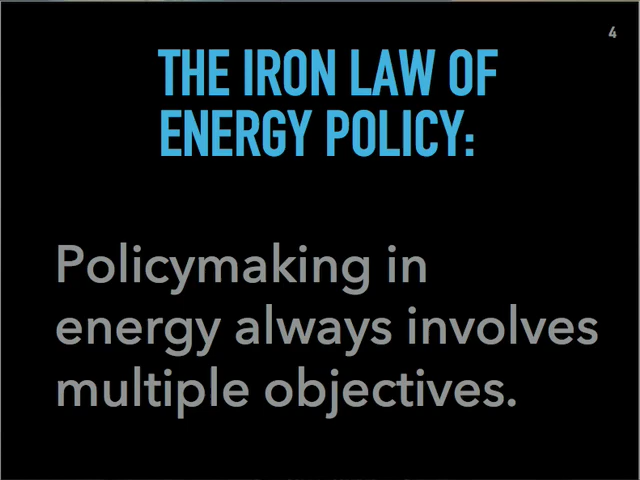 4
THE IRON LAW OF
ENERGY POLICY:
Policymaking in
energy always involves
multiple objectives.